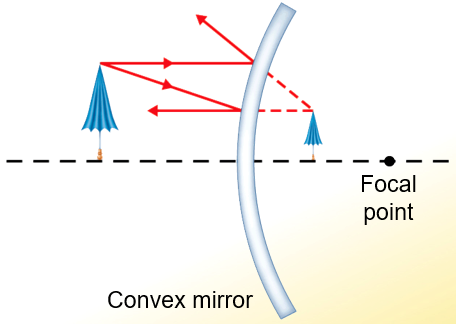 Focal
point
Convex mirror